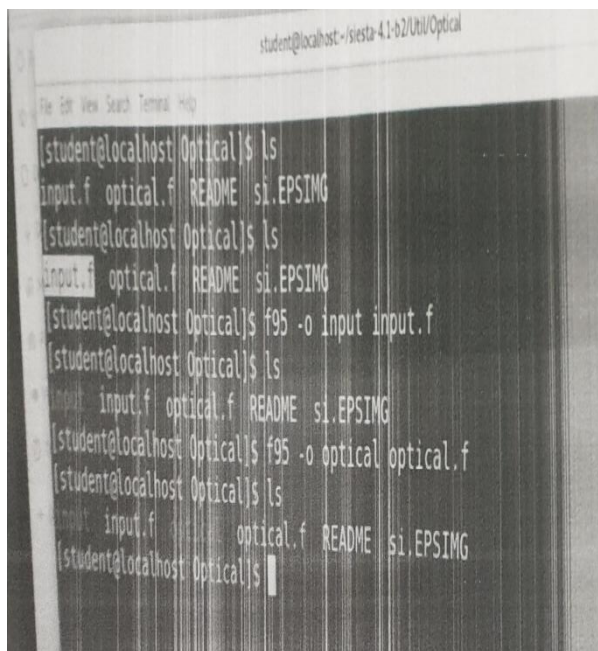 student@localhost:~/siesta-4.1-b2/Util/Optical
File Edit View Search Terminal Help
[student@localhost Optical]$ ls
input.f optical.f README si.EPSIMG
[student@localhost Optical]$ ls
input.f optical.f README si.EPSIMG
[student@localhost Optical]$ f95 -o input input.f
[student@localhost Optical]$ ls
input input.f optical.f README si.EPSIMG
[student@localhost Optical]$ f95 -o optical optical.f
[student@localhost Optical]$ ls
input input.f optical.f README si.EPSIMG
[student@localhost Optical]$